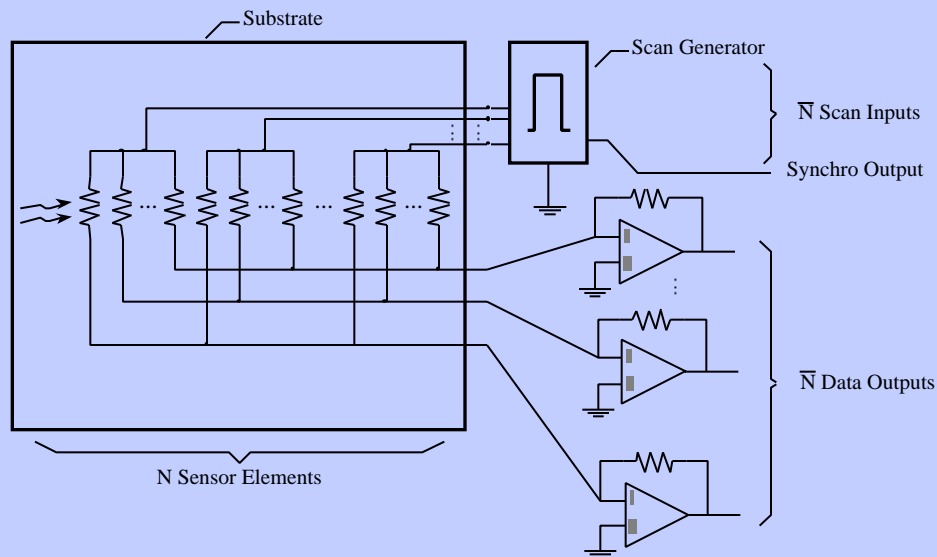 Substrate
Scan Generator
N̅ Scan Inputs
Synchro Output
N̅ Data Outputs
N Sensor Elements